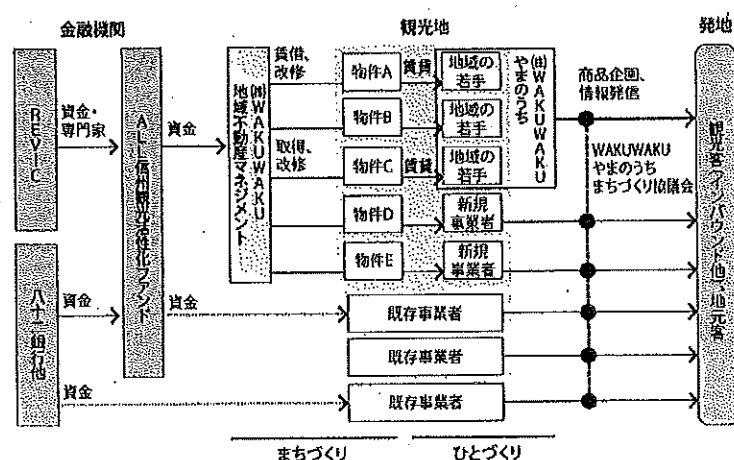 金融機関
観光地
発地
REVIC
資金・
専門家
ALL信州観光活性化ファンド
資金
㈱WAKUWAKU
地域不動産マネジメント
賃借、
改修
取得、
改修
物件A
賃貸
地域の
若手
物件B
地域の
若手
物件C
賃貸
地域の
若手
㈱WAKUWAKU
やまのうち
物件D
新規
事業者
物件E
新規
事業者
商品企画、
情報発信
WAKUWAKU
やまのうち
まちづくり協議会
観光客(インバウンド他)、地元客
八十二銀行他
資金
資金
既存事業者
既存事業者
資金
既存事業者
まちづくり
ひとづくり